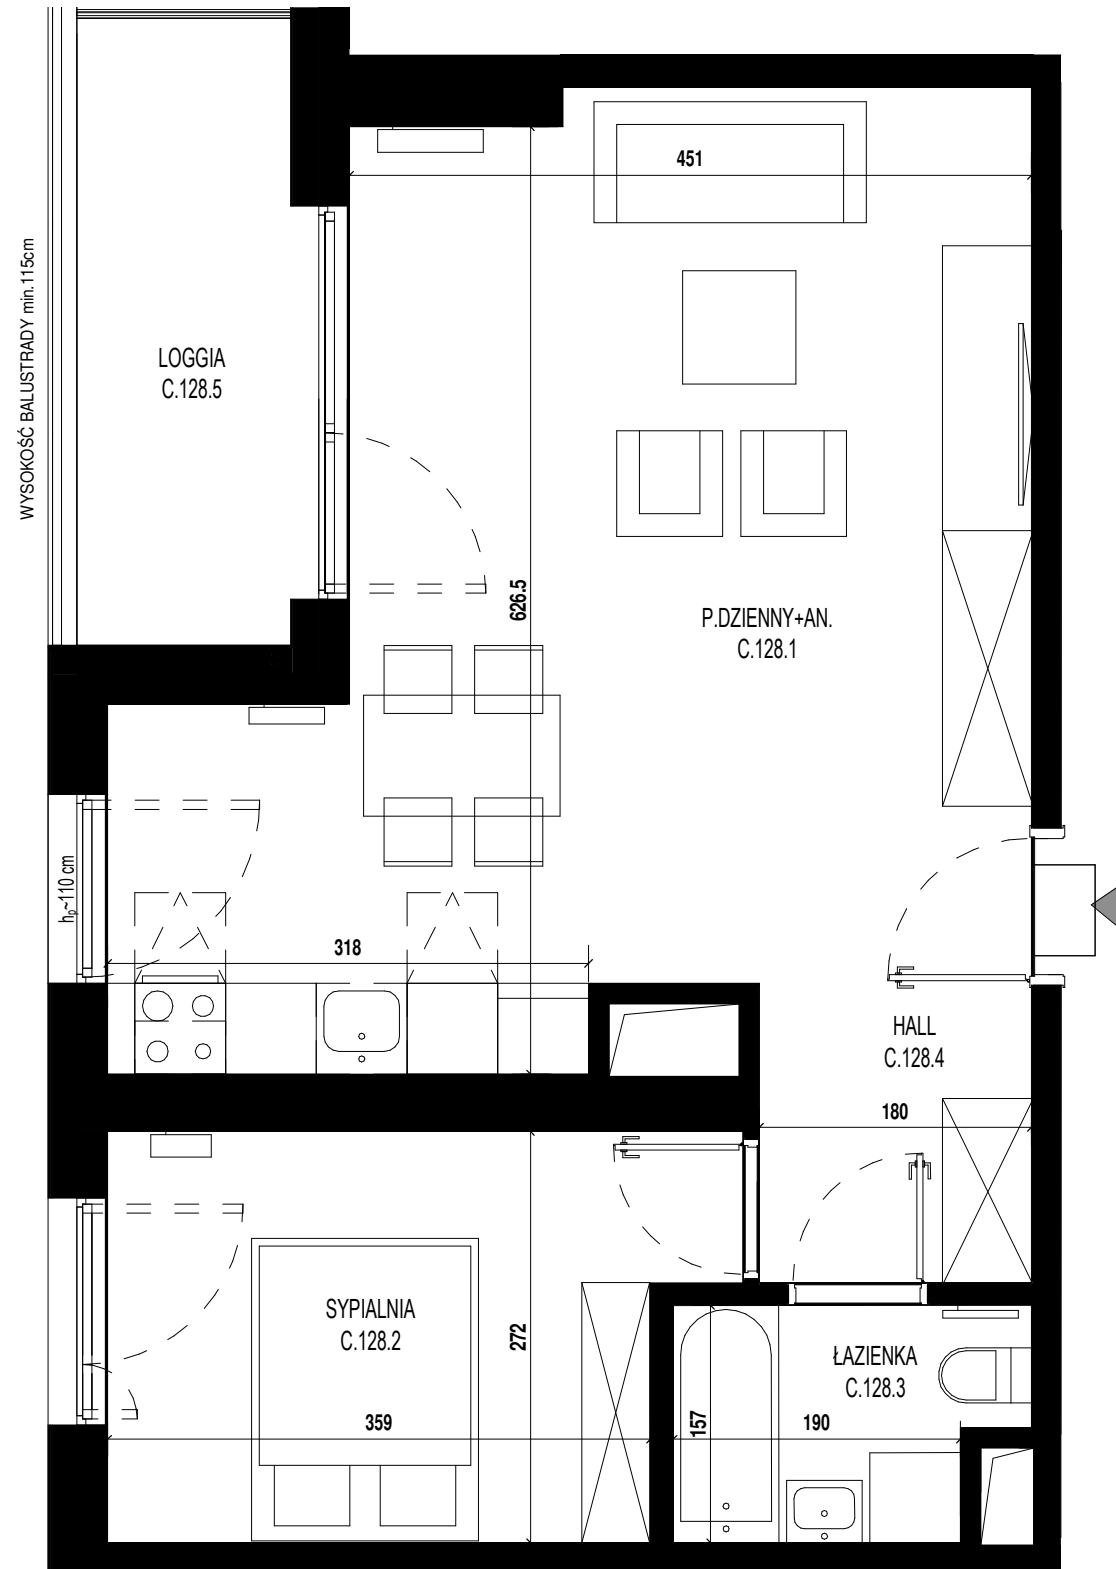 451
WYSOKOŚĆ BALUSTRADY min.115cm
LOGGIA
C.128.5
626.5
P.DZIENNY+AN.
C.128.1
hp~110 cm
318
HALL
C.128.4
180
SYPIALNIA
C.128.2
272
ŁAZIENKA
C.128.3
359
157
190